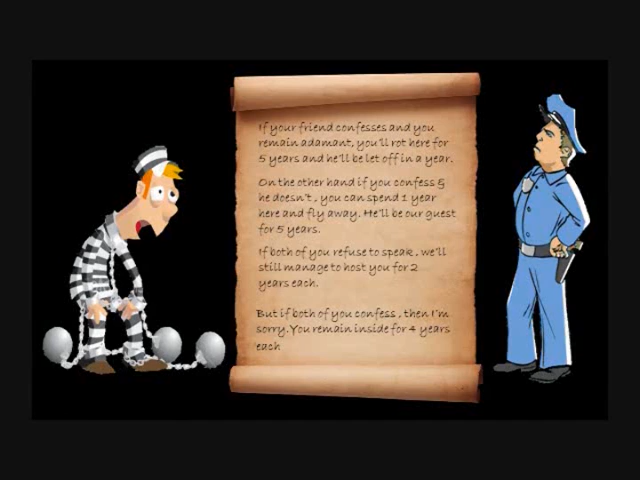 If your friend confesses and you
remain adamant, you'll rot here for
5 years and he'll be let off in a year.
On the other hand if you confess &
he doesn't , you can spend 1 year
here and fly away. He'll be our guest
for 5 years.
If both of you refuse to speak , we'll
still manage to host you for 2
years each.
But if both of you confess , then I'm
sorry. You remain inside for 4 years
each